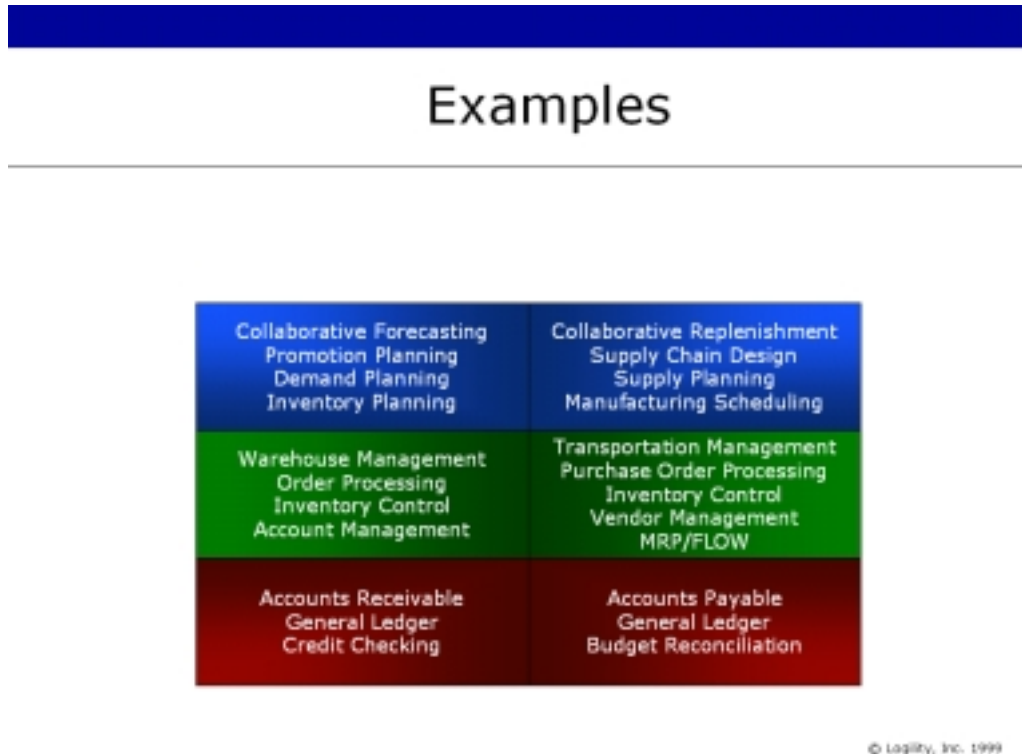 Examples
Collaborative Forecasting
Promotion Planning
Demand Planning
Inventory Planning
Collaborative Replenishment
Supply Chain Design
Supply Planning
Manufacturing Scheduling
Warehouse Management
Order Processing
Inventory Control
Account Management
Transportation Management
Purchase Order Processing
Inventory Control
Vendor Management
MRP/FLOW
Accounts Receivable
General Ledger
Credit Checking
Accounts Payable
General Ledger
Budget Reconciliation
© Logility, Inc. 1999